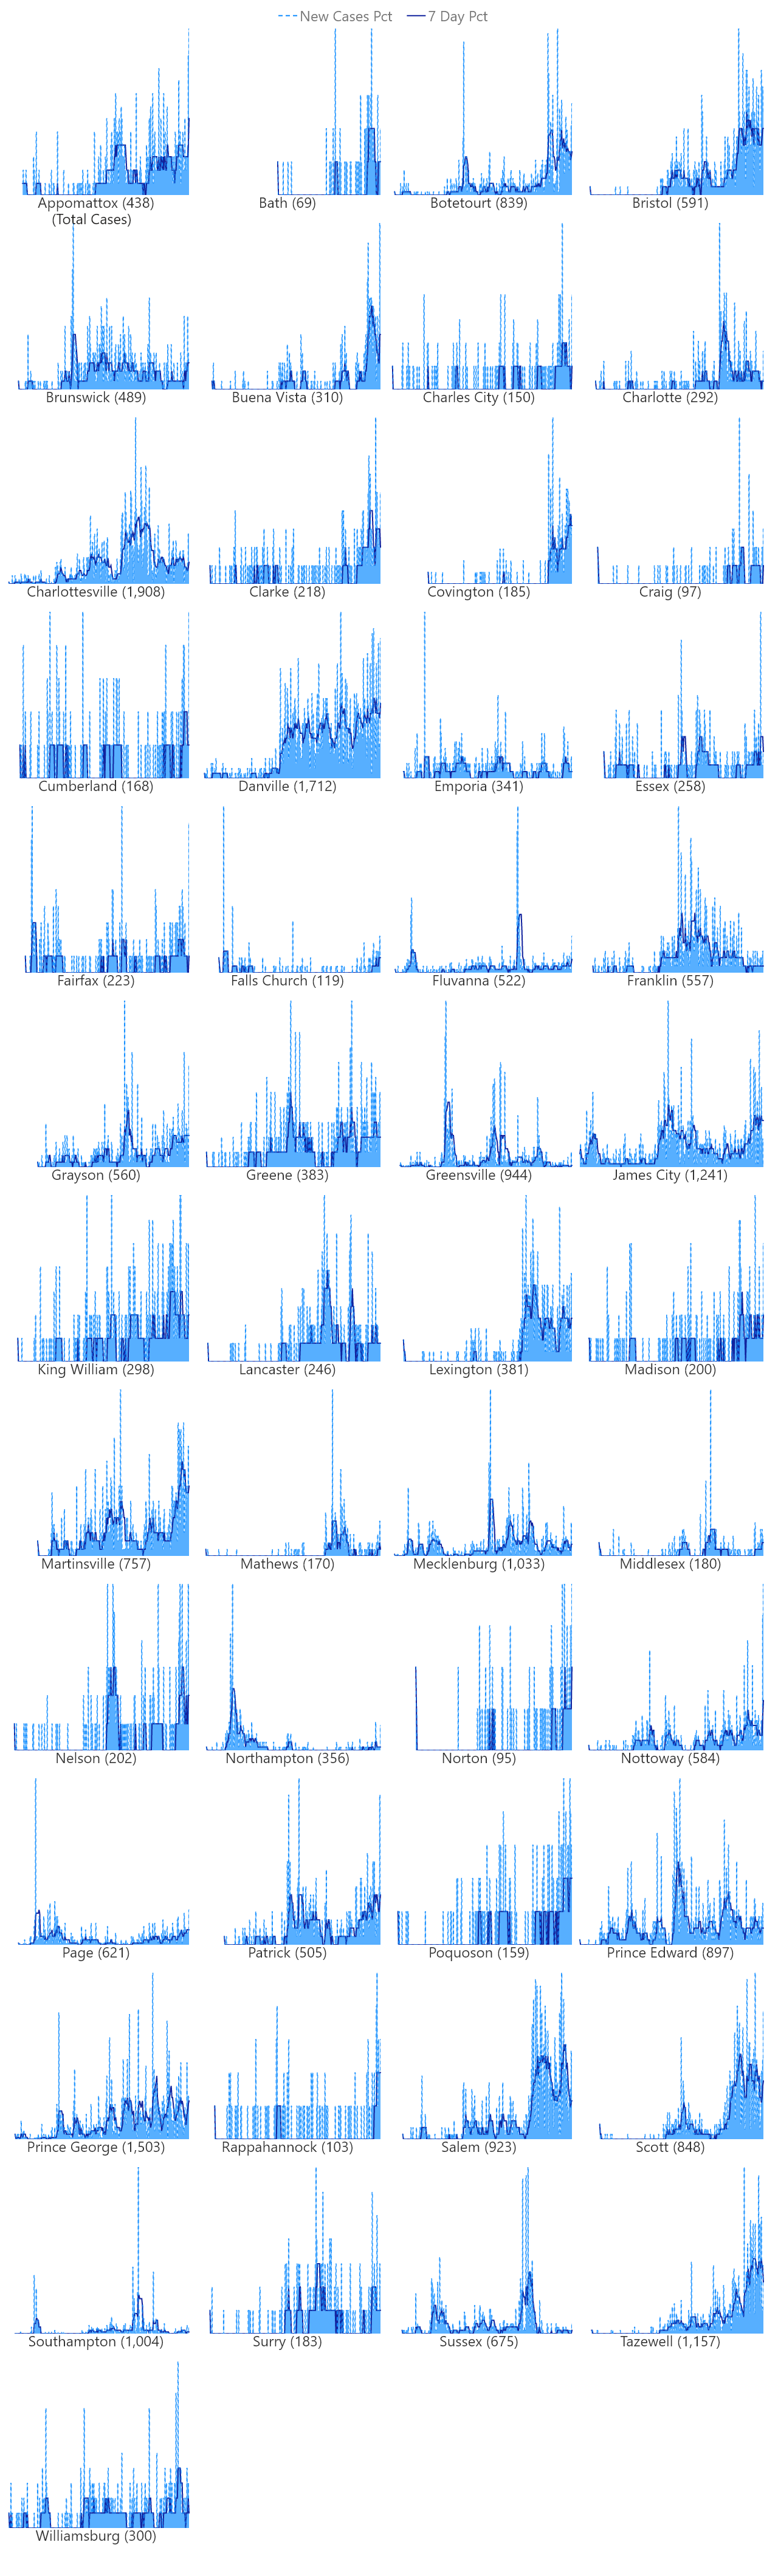 New Cases Pct 7 Day Pct
Appomattox (438) Bath (69) Botetourt (839) Bristol (591)
(Total Cases)
Brunswick (489) Buena Vista (310) Charles City (150) Charlotte (292)
Charlottesville (1,908) Clarke (218) Covington (185) Craig (97)
Cumberland (168) Danville (1,712) Emporia (341) Essex (258)
Fairfax (223) Falls Church (119) Fluvanna (522) Franklin (557)
Grayson (560) Greene (383) Greensville (944) James City (1,241)
King William (298) Lancaster (246) Lexington (381) Madison (200)
Martinsville (757) Mathews (170) Mecklenburg (1,033) Middlesex (180)
Nelson (202) Northampton (356) Norton (95) Nottoway (584)
Page (621) Patrick (505) Poquoson (159) Prince Edward (897)
Prince George (1,503) Rappahannock (103) Salem (923) Scott (848)
Southampton (1,004) Surry (183) Sussex (675) Tazewell (1,157)
Williamsburg (300)